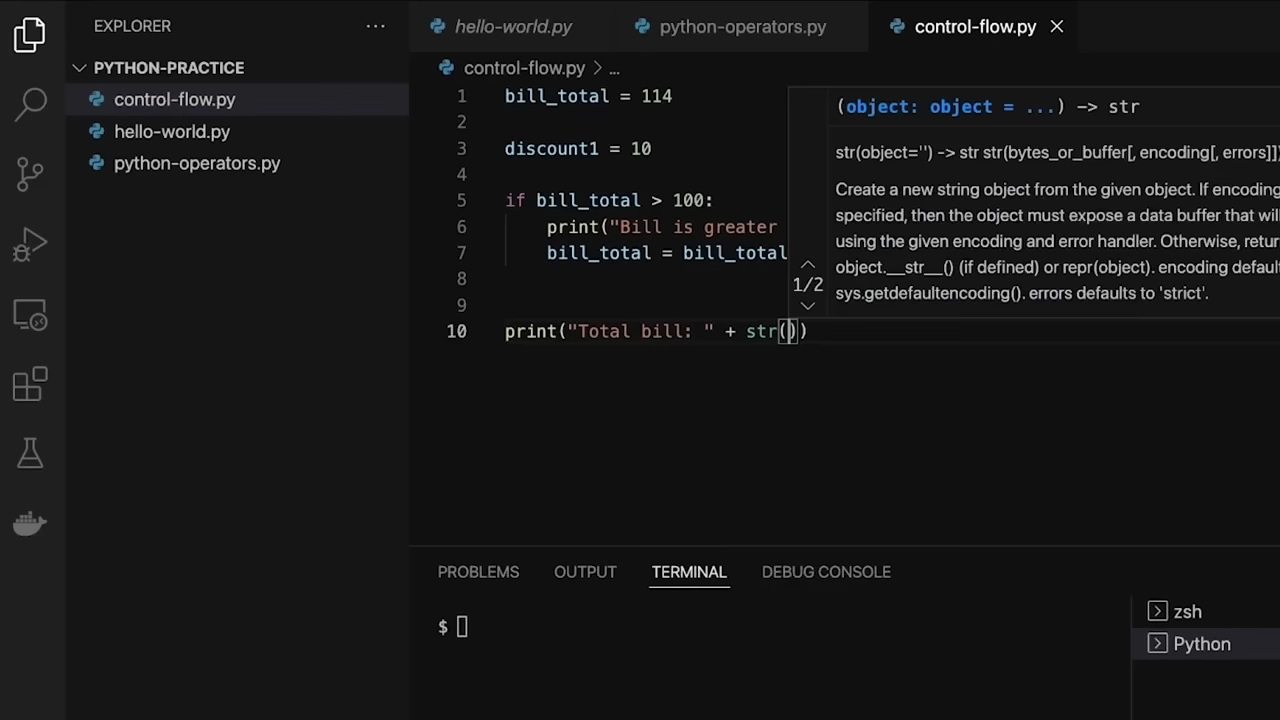 EXPLORER
PYTHON-PRACTICE
control-flow.py
hello-world.py
python-operators.py
hello-world.py
python-operators.py
control-flow.py
control-flow.py > ...
1 bill_total = 114
2
3 discount1 = 10
4
5 if bill_total > 100:
6 print("Bill is greater
7 bill_total = bill_total
8
9
10 print("Total bill: " + str())
(object: object = ...) -> str
str(object='') -> str str(bytes_or_buffer[, encoding[, errors]])
Create a new string object from the given object. If encoding
specified, then the object must expose a data buffer that will
using the given encoding and error handler. Otherwise, retur
object.__str__() (if defined) or repr(object). encoding defaul
sys.getdefaultencoding(). errors defaults to 'strict'.
1/2
PROBLEMS
OUTPUT
TERMINAL
DEBUG CONSOLE
$
zsh
Python